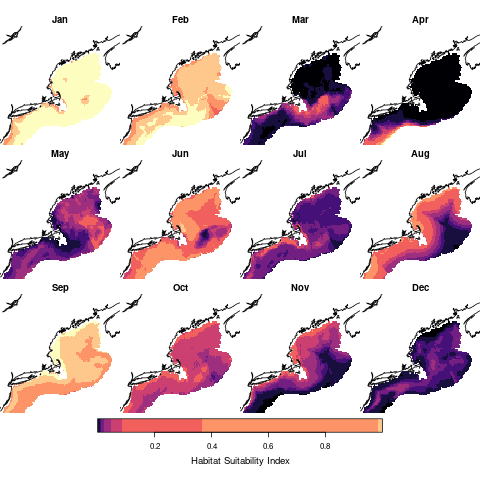 Jan Feb Mar Apr
May Jun Jul Aug
Sep Oct Nov Dec
0.2 0.4 0.6 0.8
Habitat Suitability Index